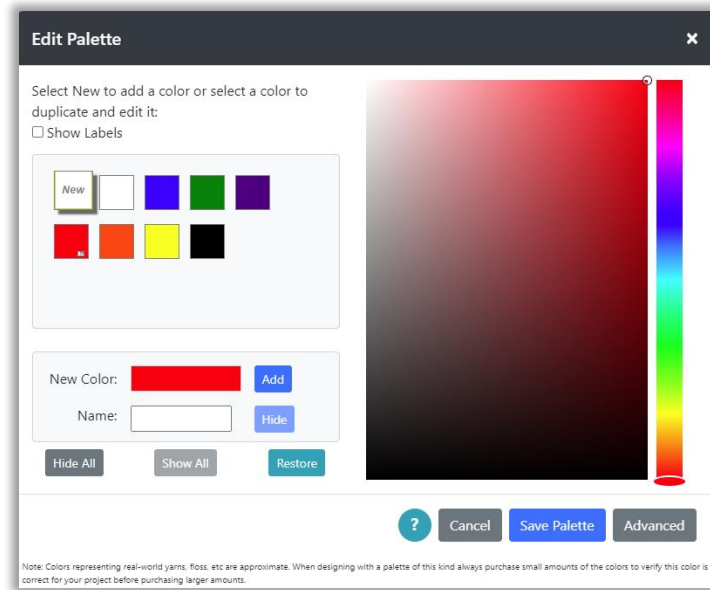 Edit Palette ×
Select New to add a color or select a color to
duplicate and edit it:
Show Labels
New
New Color: Add
Name: Hide
Hide All Show All Restore
? Cancel Save Palette Advanced
Note: Colors representing real-world yarns, floss, etc are approximate. When designing with a palette of this kind always purchase small amounts of the colors to verify this color is
correct for your project before purchasing larger amounts.